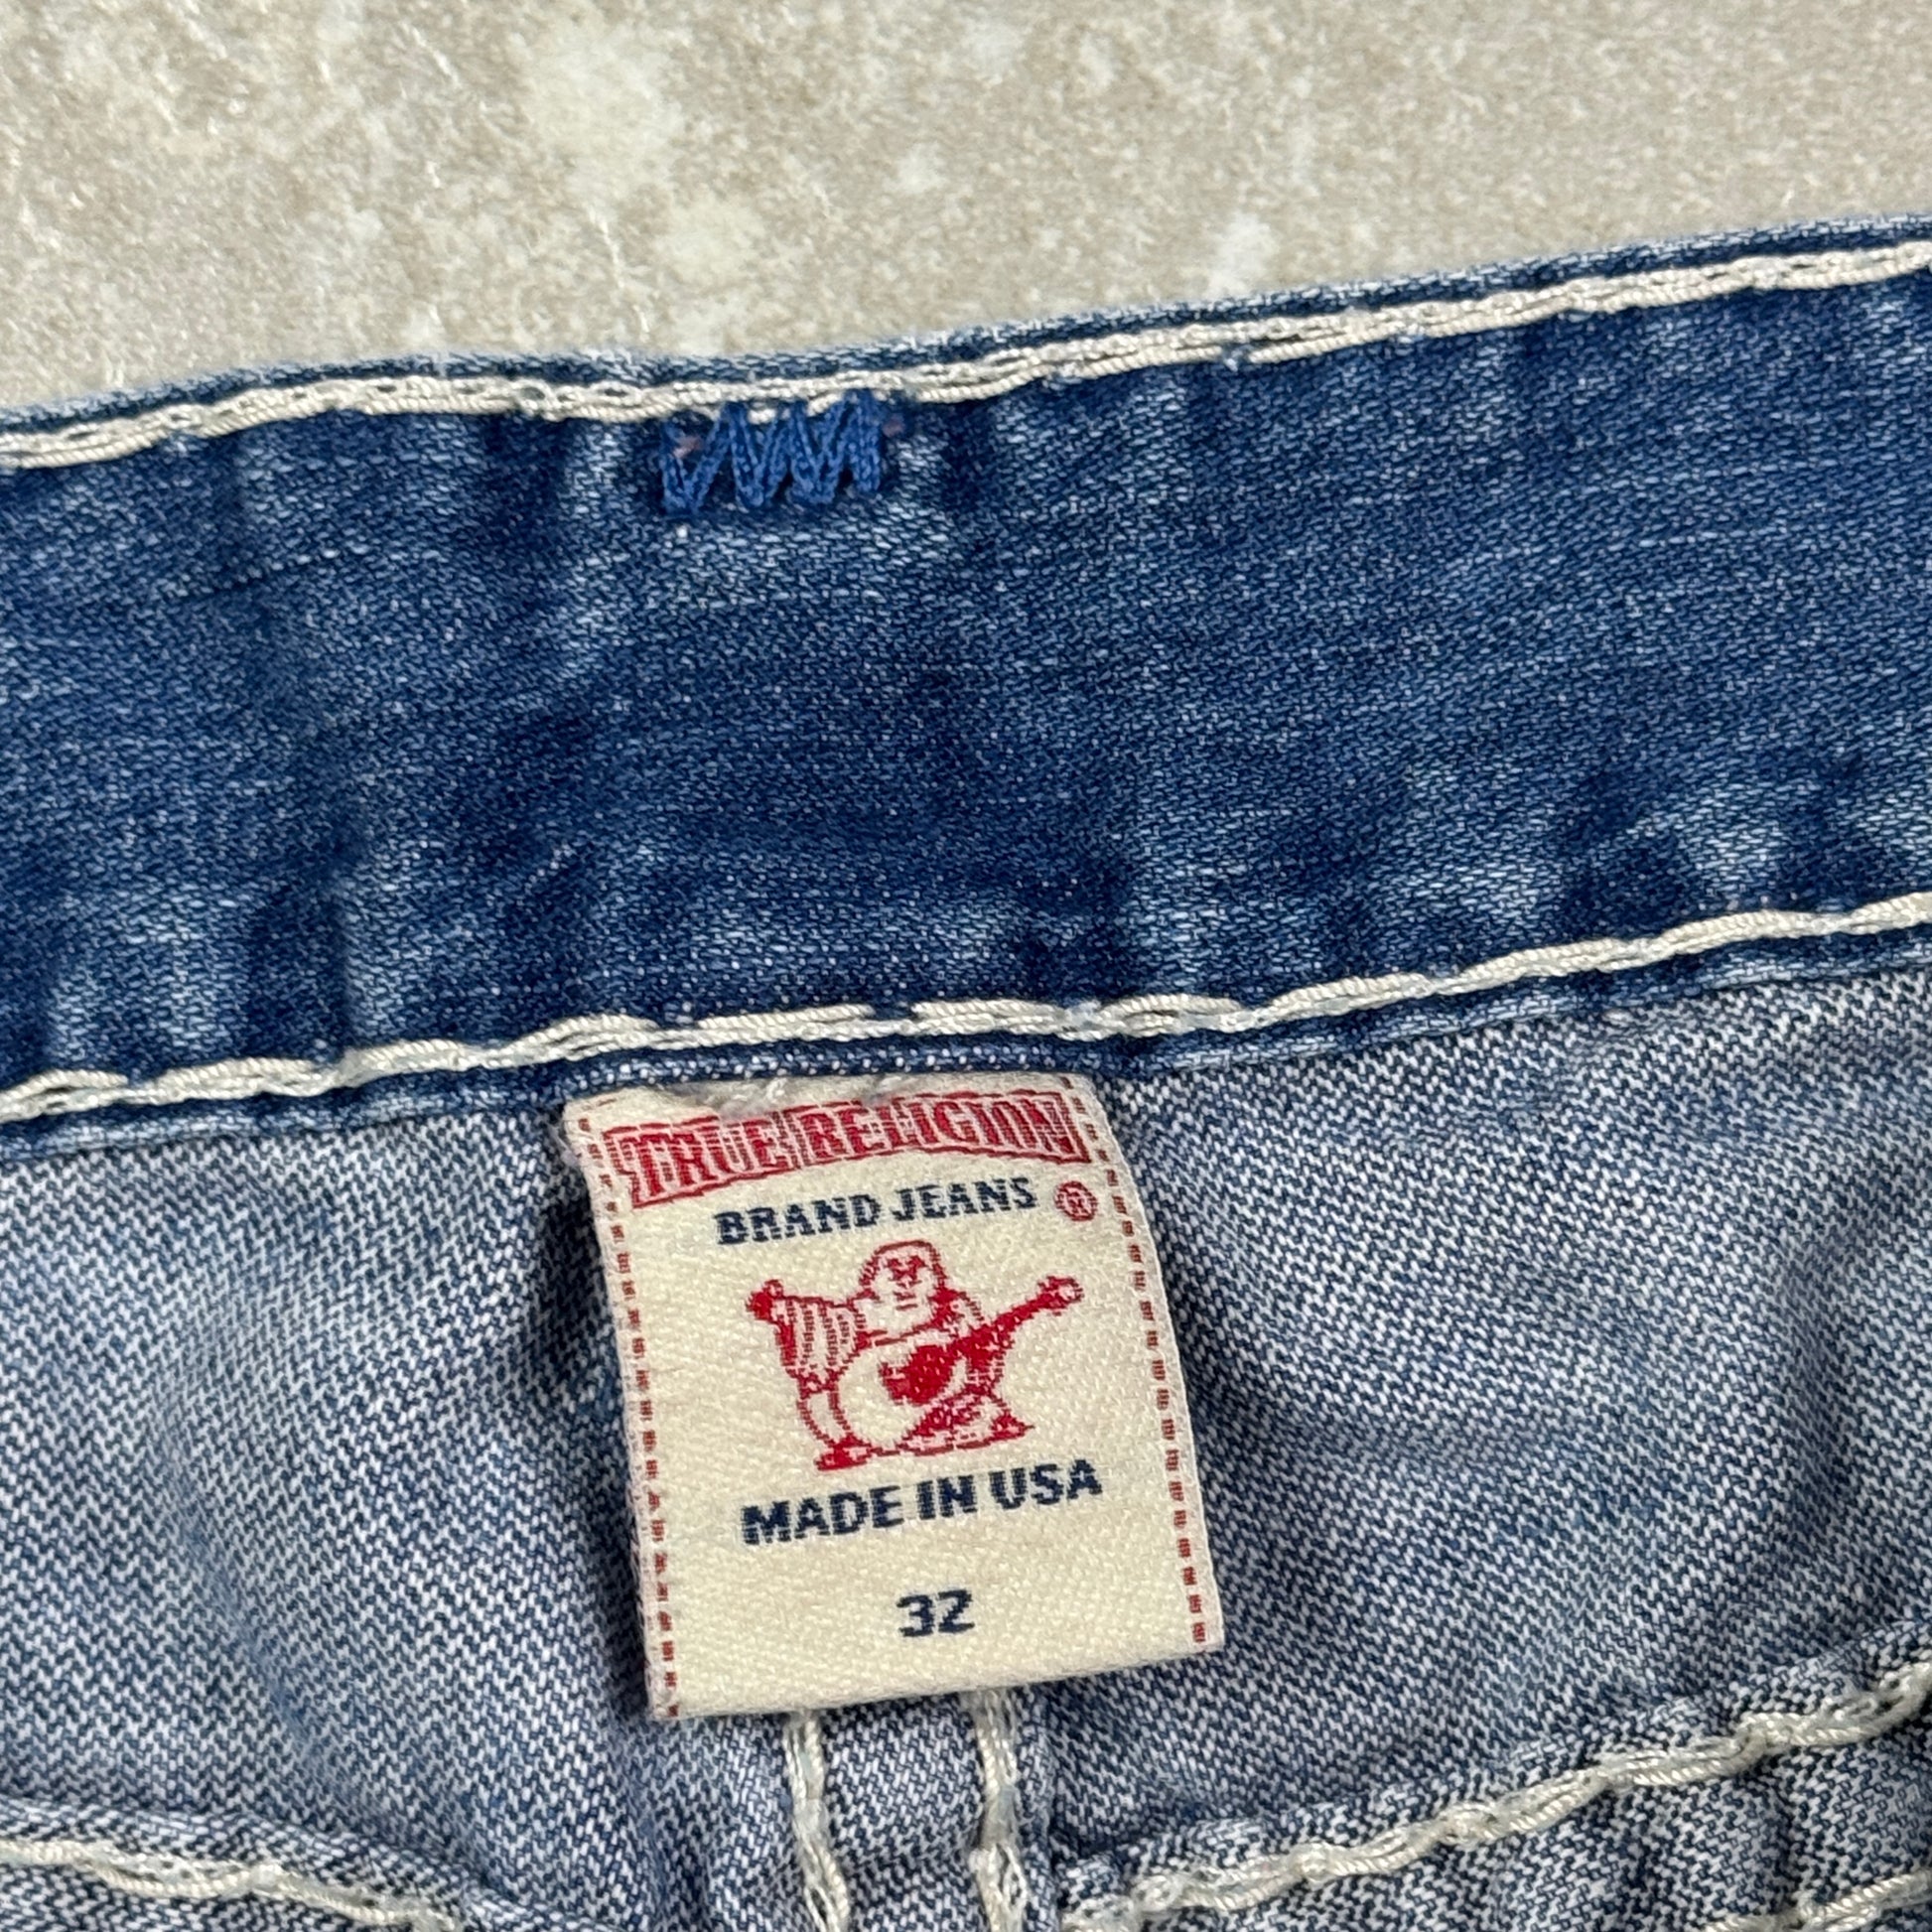 TRUE RELIGION
BRAND JEANS ®
MADE IN USA
32